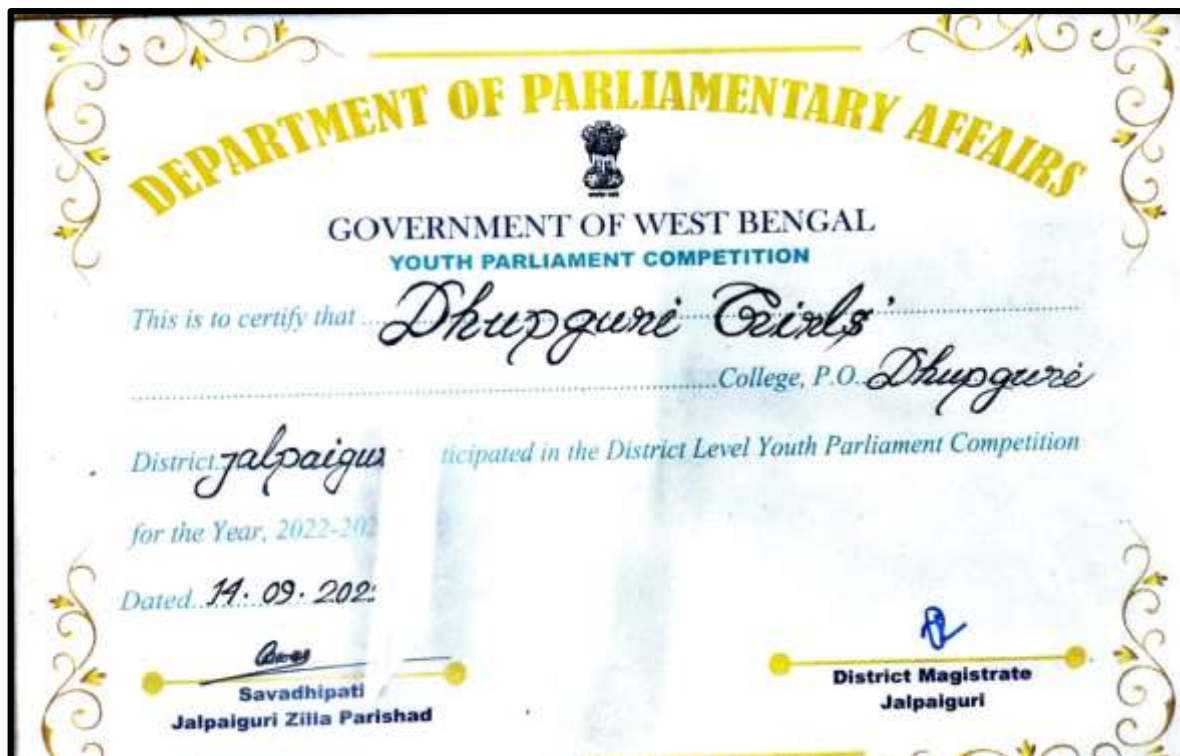 DEPARTMENT OF PARLIAMENTARY AFFAIRS
GOVERNMENT OF WEST BENGAL
YOUTH PARLIAMENT COMPETITION
This is to certify that Dhupguri Girls'
College, P.O. Dhupguri
District Jalpaigu ticipated in the District Level Youth Parliament Competition
for the Year, 2022-202
Dated 14.09.202
Savadhipati
Jalpaiguri Zilla Parishad
District Magistrate
Jalpaiguri